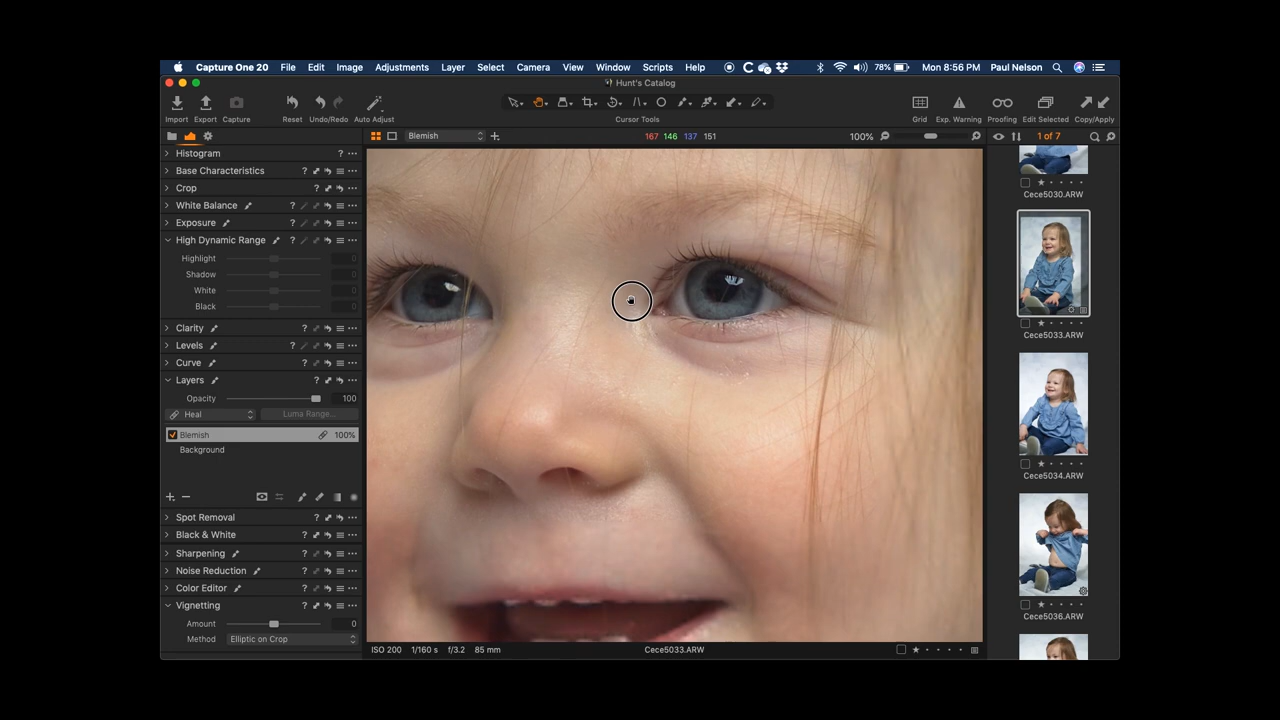 Capture One 20 File Edit Image Adjustments Layer Select Camera View Window Scripts Help 78% Mon 8:56 PM Paul Nelson
Hunt's Catalog
Import Export Capture Reset Undo/Redo Auto Adjust Cursor Tools Grid Exp. Warning Proofing Edit Selected Copy/Apply
Blemish 167 146 137 151 100% 1 of 7
Histogram
Base Characteristics
Crop
White Balance
Exposure
High Dynamic Range
Highlight 0
Shadow 0
White 0
Black 0
Clarity
Levels
Curve
Layers
Opacity 100
Heal Luma Range...
Blemish 100%
Background
Spot Removal
Black & White
Sharpening
Noise Reduction
Color Editor
Vignetting
Amount 0
Method Elliptic on Crop
ISO 200 1/160 s f/3.2 85 mm Cece5033.ARW
Cece5030.ARW
Cece5033.ARW
Cece5034.ARW
Cece5036.ARW